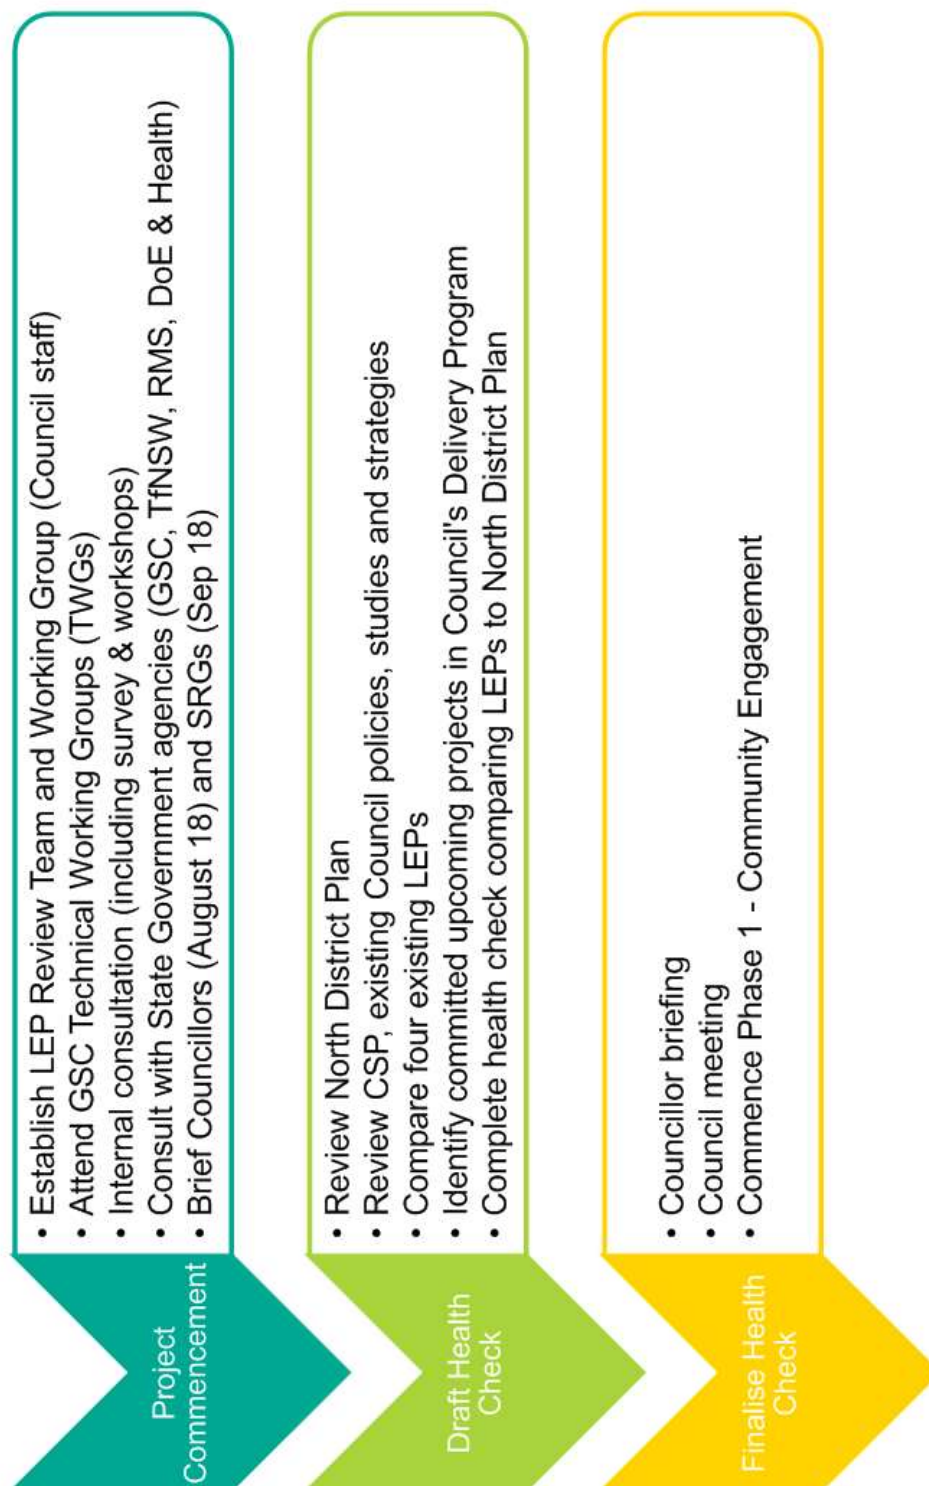 Project
Commencement
• Establish LEP Review Team and Working Group (Council staff)
• Attend GSC Technical Working Groups (TWGs)
• Internal consultation (including survey & workshops)
• Consult with State Government agencies (GSC, TfNSW, RMS, DoE & Health)
• Brief Councillors (August 18) and SRGs (Sep 18)
Draft Health
Check
• Review North District Plan
• Review CSP, existing Council policies, studies and strategies
• Compare four existing LEPs
• Identify committed upcoming projects in Council's Delivery Program
• Complete health check comparing LEPs to North District Plan
Finalise Health
Check
• Councillor briefing
• Council meeting
• Commence Phase 1 - Community Engagement